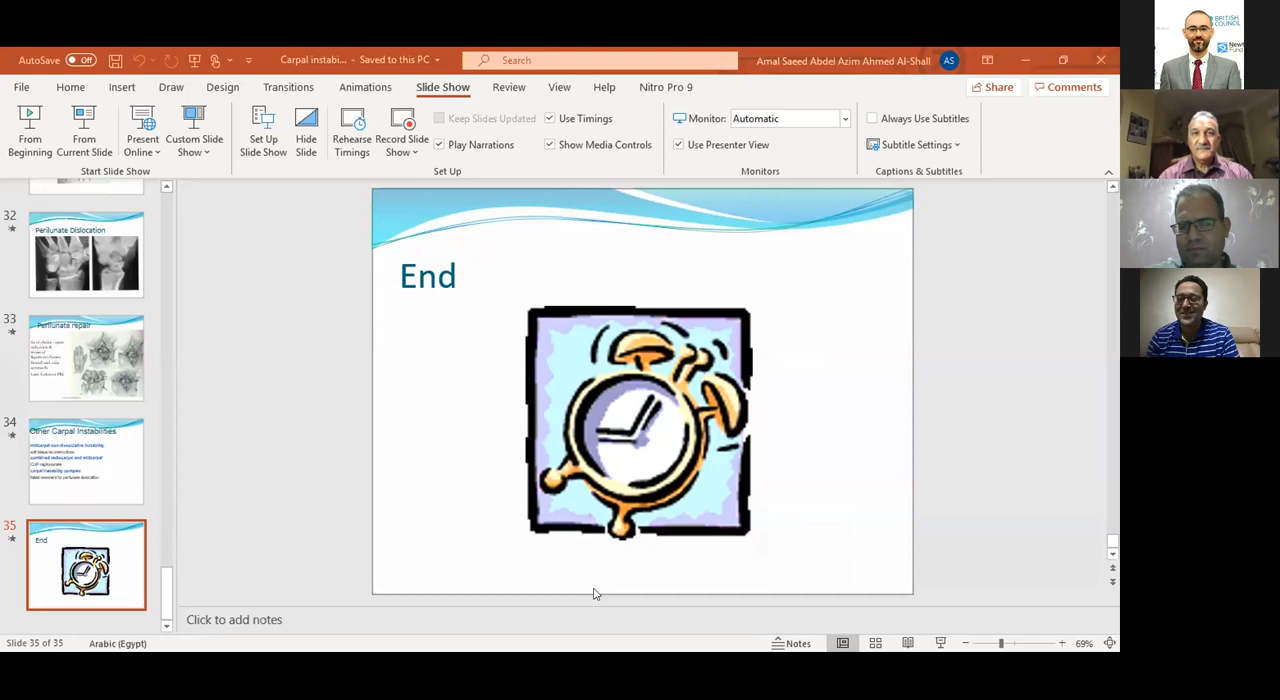 AutoSave Off Carpal instabi... - Saved to this PC Search Amal Saeed Abdel Azim Ahmed Al-Shall AS
File Home Insert Draw Design Transitions Animations Slide Show Review View Help Nitro Pro 9 Share Comments
From Beginning
From Current Slide
Present Online
Custom Slide Show
Start Slide Show
Set Up Slide Show
Hide Slide
Rehearse Timings
Record Slide Show
Keep Slides Updated
Play Narrations
Use Timings
Show Media Controls
Set Up
Monitor: Automatic
Use Presenter View
Monitors
Always Use Subtitles
Subtitle Settings
Captions & Subtitles
32
Perilunate Dislocation
33
Perilunate repair
34
Other Carpal Instabilities
35
End
End
Click to add notes
Slide 35 of 35 Arabic (Egypt) Notes 69%
BRITISH
COUNCIL
Fund